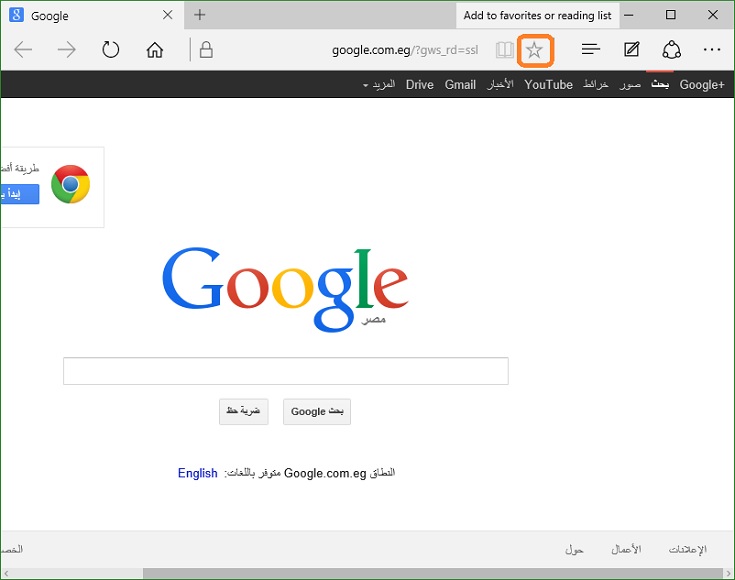 Google
Add to favorites or reading list
google.com.eg/?gws_rd=ssl
Google+ بحث صور خرائط YouTube الأخبار Gmail Drive المزيد
طريقة
إبدأ
Google
مصر
بحث Google ضربة حظ
النطاق Google.com.eg متوفر باللغات: English
الإعلانات الأعمال حول